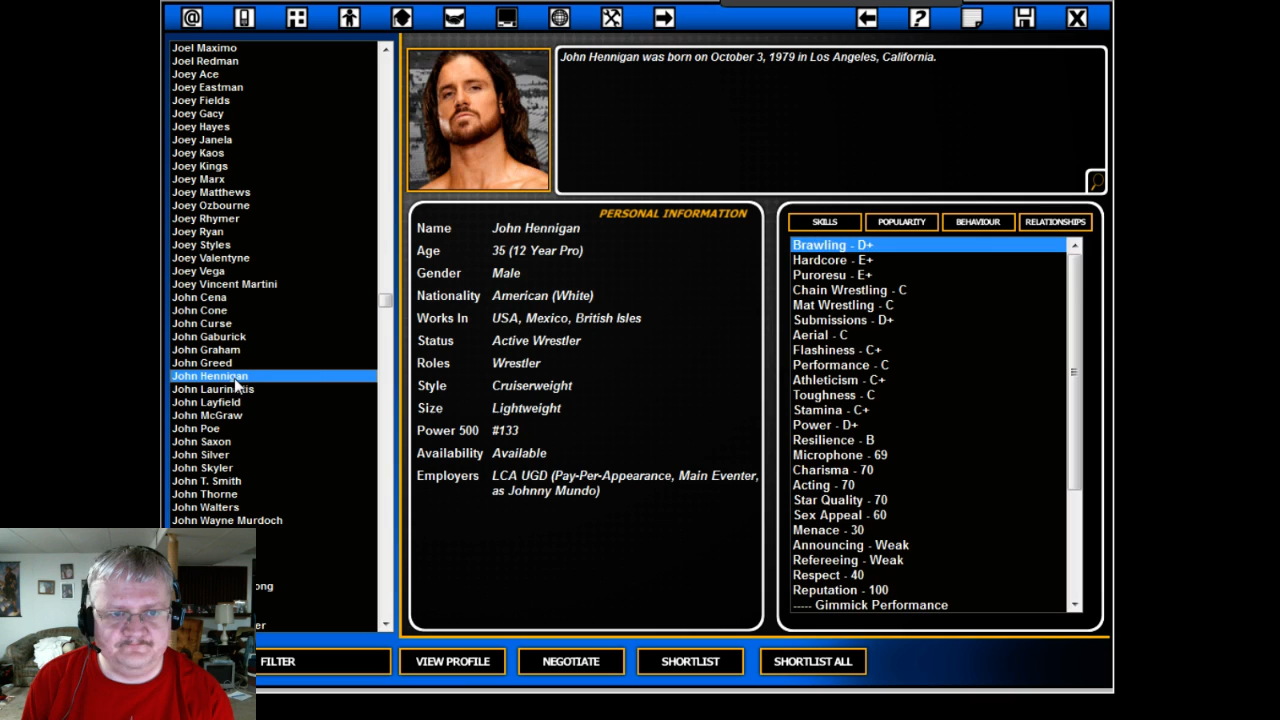 Joel Maximo
Joel Redman
Joey Ace
Joey Eastman
Joey Fields
Joey Gacy
Joey Hayes
Joey Janela
Joey Kaos
Joey Kings
Joey Marx
Joey Matthews
Joey Ozbourne
Joey Rhymer
Joey Ryan
Joey Styles
Joey Valentyne
Joey Vega
Joey Vincent Martini
John Cena
John Cone
John Curse
John Gaburick
John Graham
John Greed
John Hennigan
John Laurinaitis
John Layfield
John McGraw
John Poe
John Saxon
John Silver
John Skyler
John T. Smith
John Thorne
John Walters
John Wayne Murdoch
ong
er
FILTER
John Hennigan was born on October 3, 1979 in Los Angeles, California.
PERSONAL INFORMATION
Name John Hennigan
Age 35 (12 Year Pro)
Gender Male
Nationality American (White)
Works In USA, Mexico, British Isles
Status Active Wrestler
Roles Wrestler
Style Cruiserweight
Size Lightweight
Power 500 #133
Availability Available
Employers LCA UGD (Pay-Per-Appearance, Main Eventer,
as Johnny Mundo)
SKILLS POPULARITY BEHAVIOUR RELATIONSHIPS
Brawling - D+
Hardcore - E+
Puroresu - E+
Chain Wrestling - C
Mat Wrestling - C
Submissions - D+
Aerial - C
Flashiness - C+
Performance - C
Athleticism - C+
Toughness - C
Stamina - C+
Power - D+
Resilience - B
Microphone - 69
Charisma - 70
Acting - 70
Star Quality - 70
Sex Appeal - 60
Menace - 30
Announcing - Weak
Refereeing - Weak
Respect - 40
Reputation - 100
----- Gimmick Performance
VIEW PROFILE NEGOTIATE SHORTLIST SHORTLIST ALL